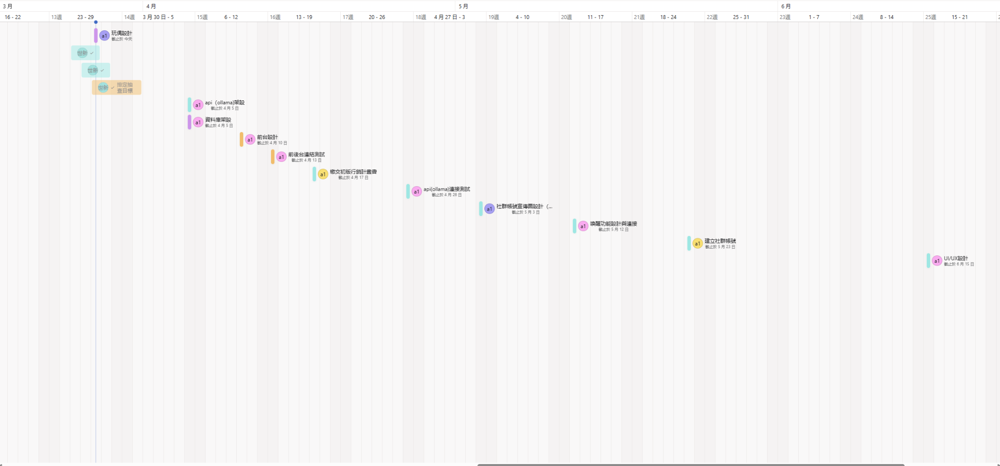 3 月
4 月
5 月
6 月
16 - 22
13週
23 - 29
14週
3 月 30 日 - 5
15週
6 - 12
16週
13 - 19
17週
20 - 26
18週
4 月 27 日 - 3
19週
4 - 10
20週
11 - 17
21週
18 - 24
22週
25 - 31
23週
1 - 7
24週
8 - 14
25週
15 - 21
a1
玩偶設計
截止於 今天
世新
世新
世新
排定抽
查目標
a1
api（ollama)架設
截止於 4 月 5 日
a1
資料庫架設
截止於 4 月 5 日
a1
前台設計
截止於 4 月 10 日
a1
前後台連結測試
截止於 4 月 13 日
a1
繳交初版行銷計畫書
截止於 4 月 17 日
a1
api(ollama)連接測試
截止於 4 月 26 日
a1
社群帳號宣傳圖設計（...
截止於 5 月 3 日
a1
喚醒功能設計與連接
截止於 5 月 12 日
a1
建立社群帳號
截止於 5 月 23 日
a1
UI/UX設計
截止於 6 月 15 日